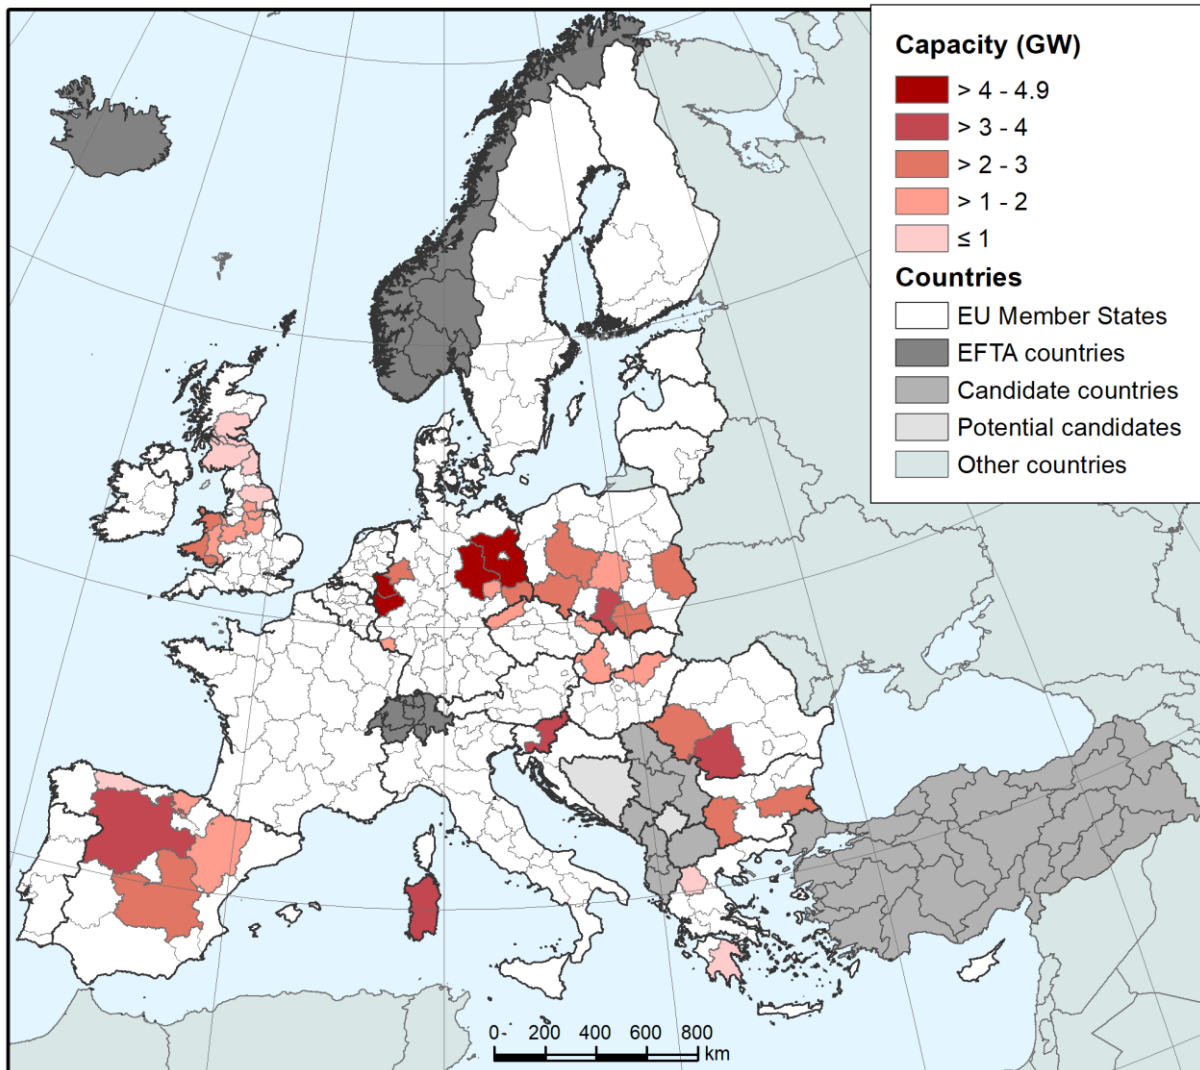 Capacity (GW)
> 4 - 4.9
> 3 - 4
> 2 - 3
> 1 - 2
≤ 1
Countries
EU Member States
EFTA countries
Candidate countries
Potential candidates
Other countries
0 200 400 600 800
km